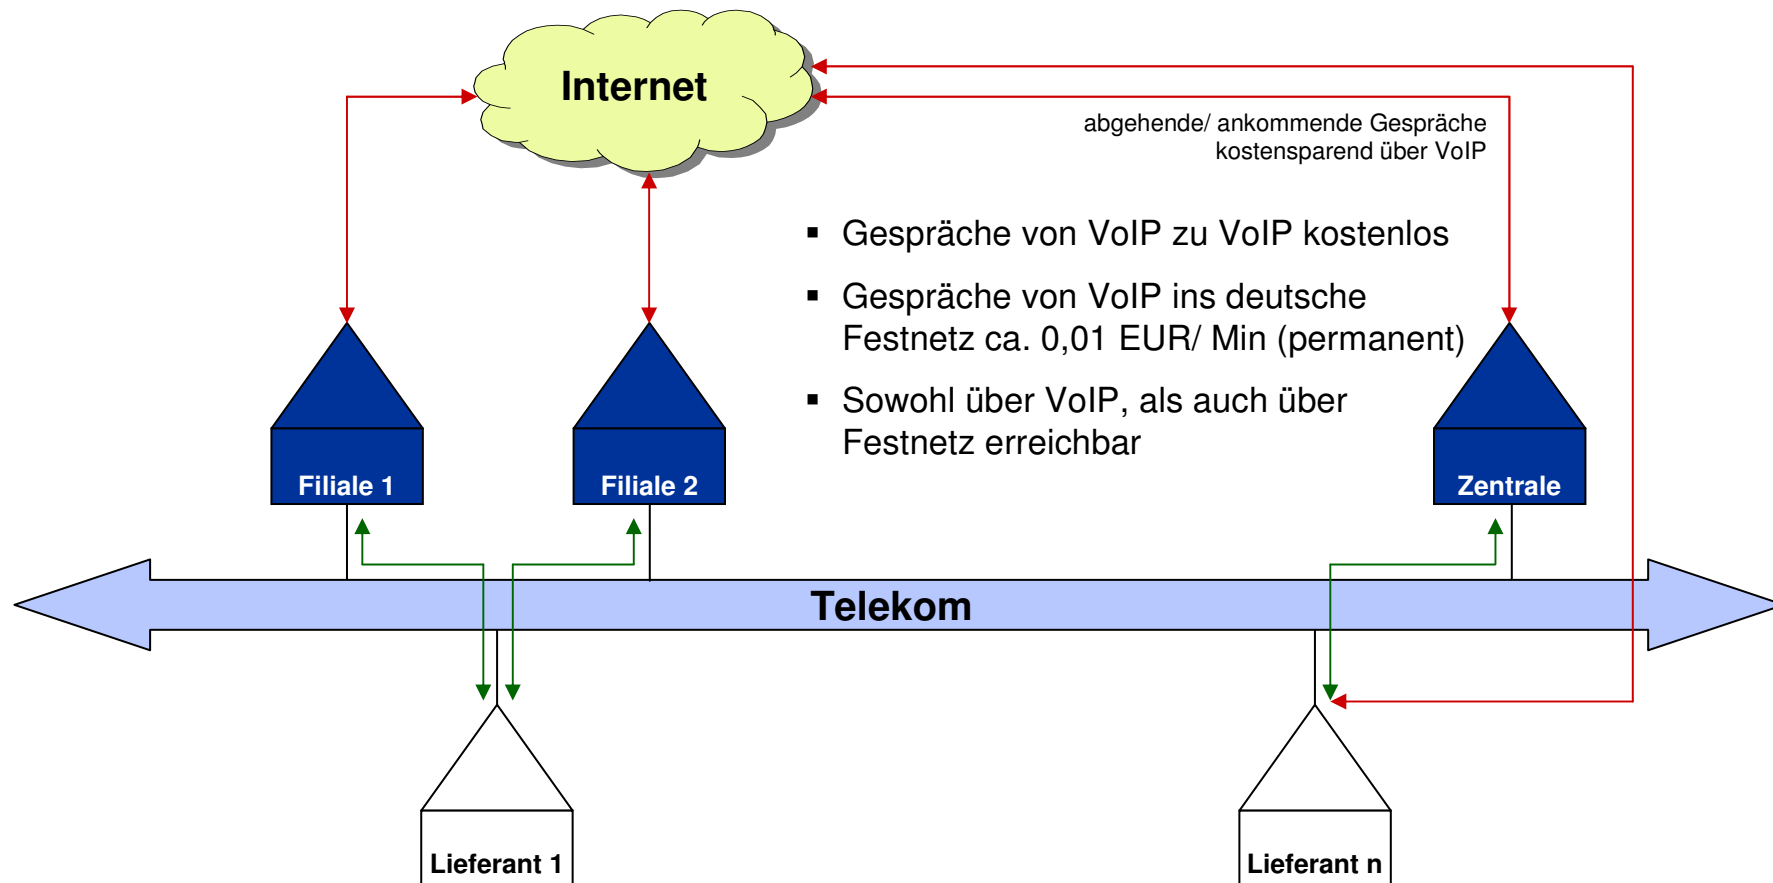 Internet
abgehende/ ankommende Gespräche
kostensparend über VoIP
▪ Gespräche von VoIP zu VoIP kostenlos
▪ Gespräche von VoIP ins deutsche
Festnetz ca. 0,01 EUR/ Min (permanent)
▪ Sowohl über VoIP, als auch über
Festnetz erreichbar
Filiale 1
Filiale 2
Zentrale
Telekom
Lieferant 1
Lieferant n